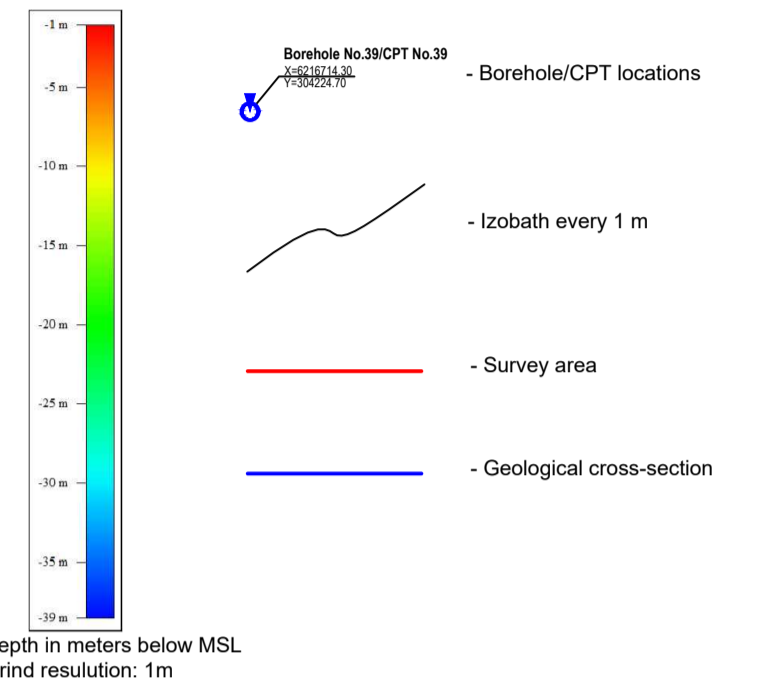 -1 m
-5 m
-10 m
-15 m
-20 m
-25 m
-30 m
-35 m
-39 m
epth in meters below MSL
rind resulution: 1m
Borehole No.39/CPT No.39
X=6216714.30
Y=304224.70
- Borehole/CPT locations
- Izobath every 1 m
- Survey area
- Geological cross-section